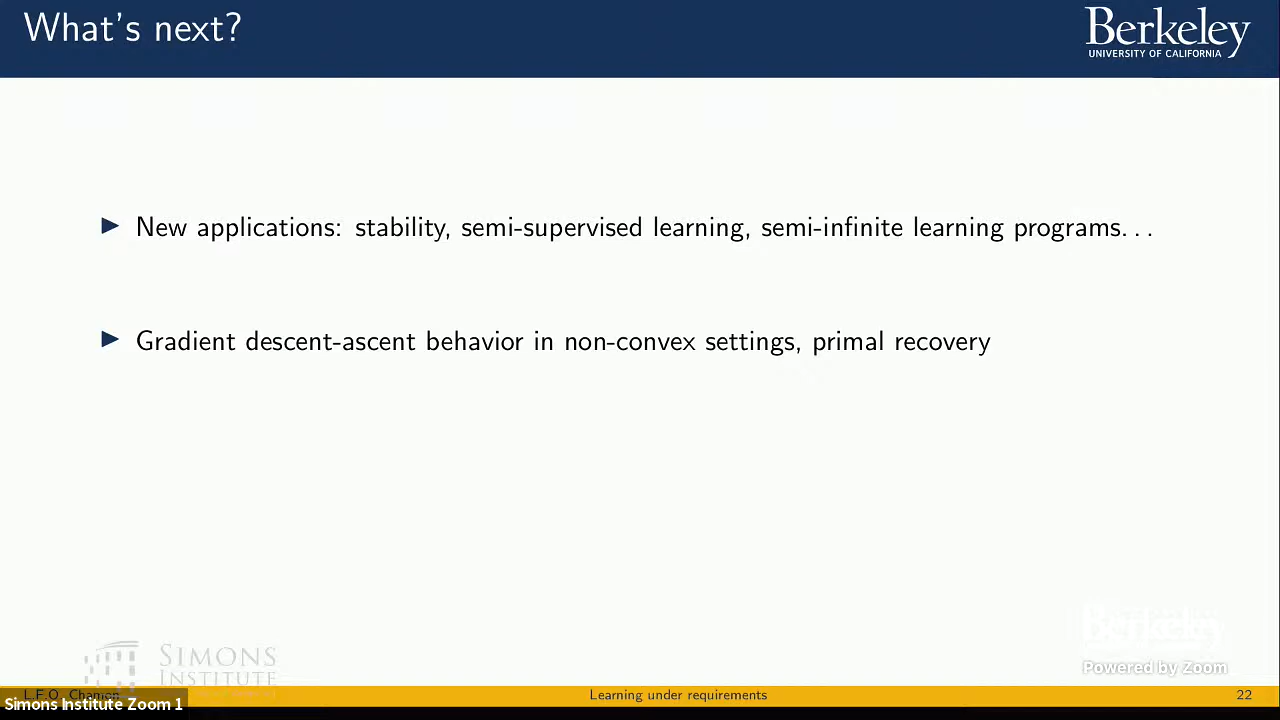 What's next?
Berkeley
UNIVERSITY OF CALIFORNIA
▶ New applications: stability, semi-supervised learning, semi-infinite learning programs...
▶ Gradient descent-ascent behavior in non-convex settings, primal recovery
Berkeley
Powered by Zoom
SIMONS
INSTITUTE
L.F.O. Chamon
Learning under requirements
22
Simons Institute Zoom 1